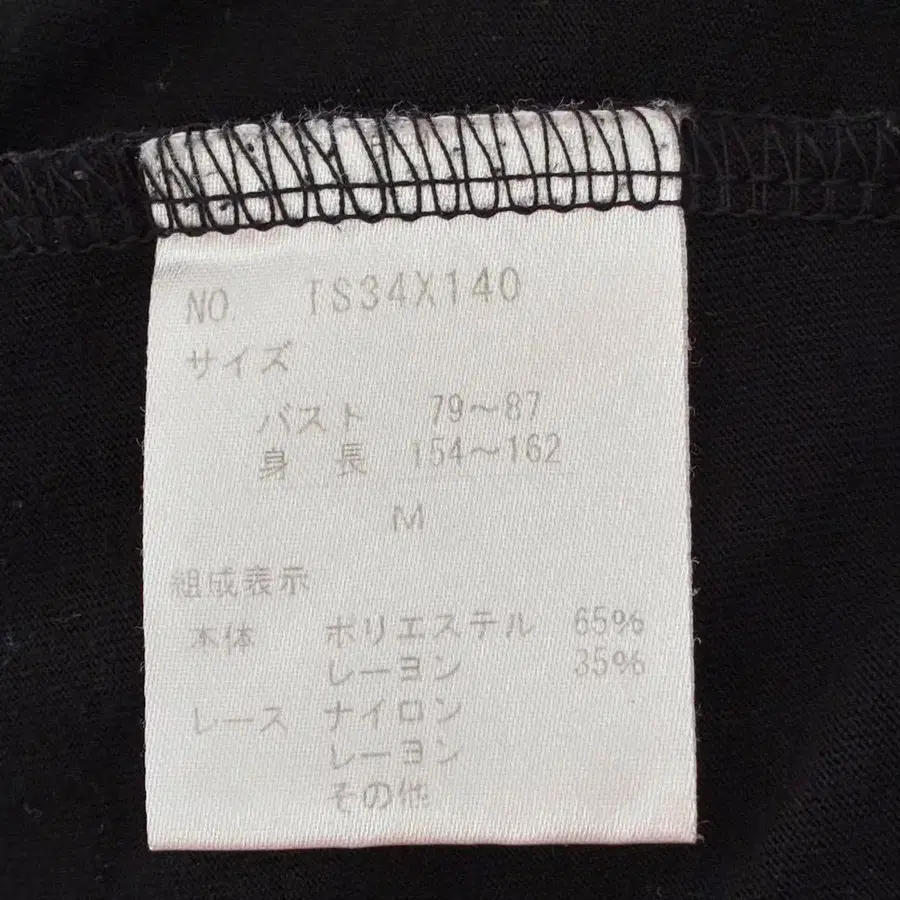 NO TS34X140
サイズ
バスト 79～87
身長 154～162
M
組成表示
本体 ポリエステル 65%
レーヨン 35%
レース ナイロン
レーヨン
その他